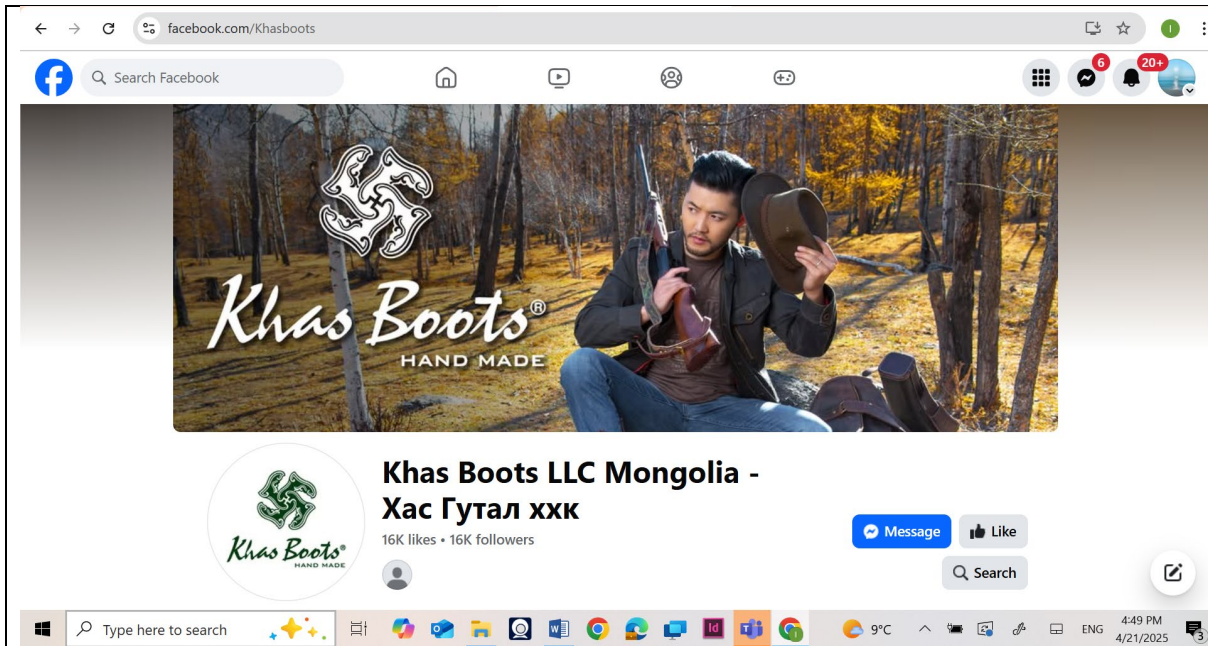 facebook.com/Khasboots
Search Facebook
6
20+
Khas Boots®
HAND MADE
Khas Boots®
HAND MADE
Khas Boots LLC Mongolia -
Хас Гутал ххк
16K likes • 16K followers
Message
Like
Search
Type here to search
Id
9°C
ENG
4:49 PM
4/21/2025
3